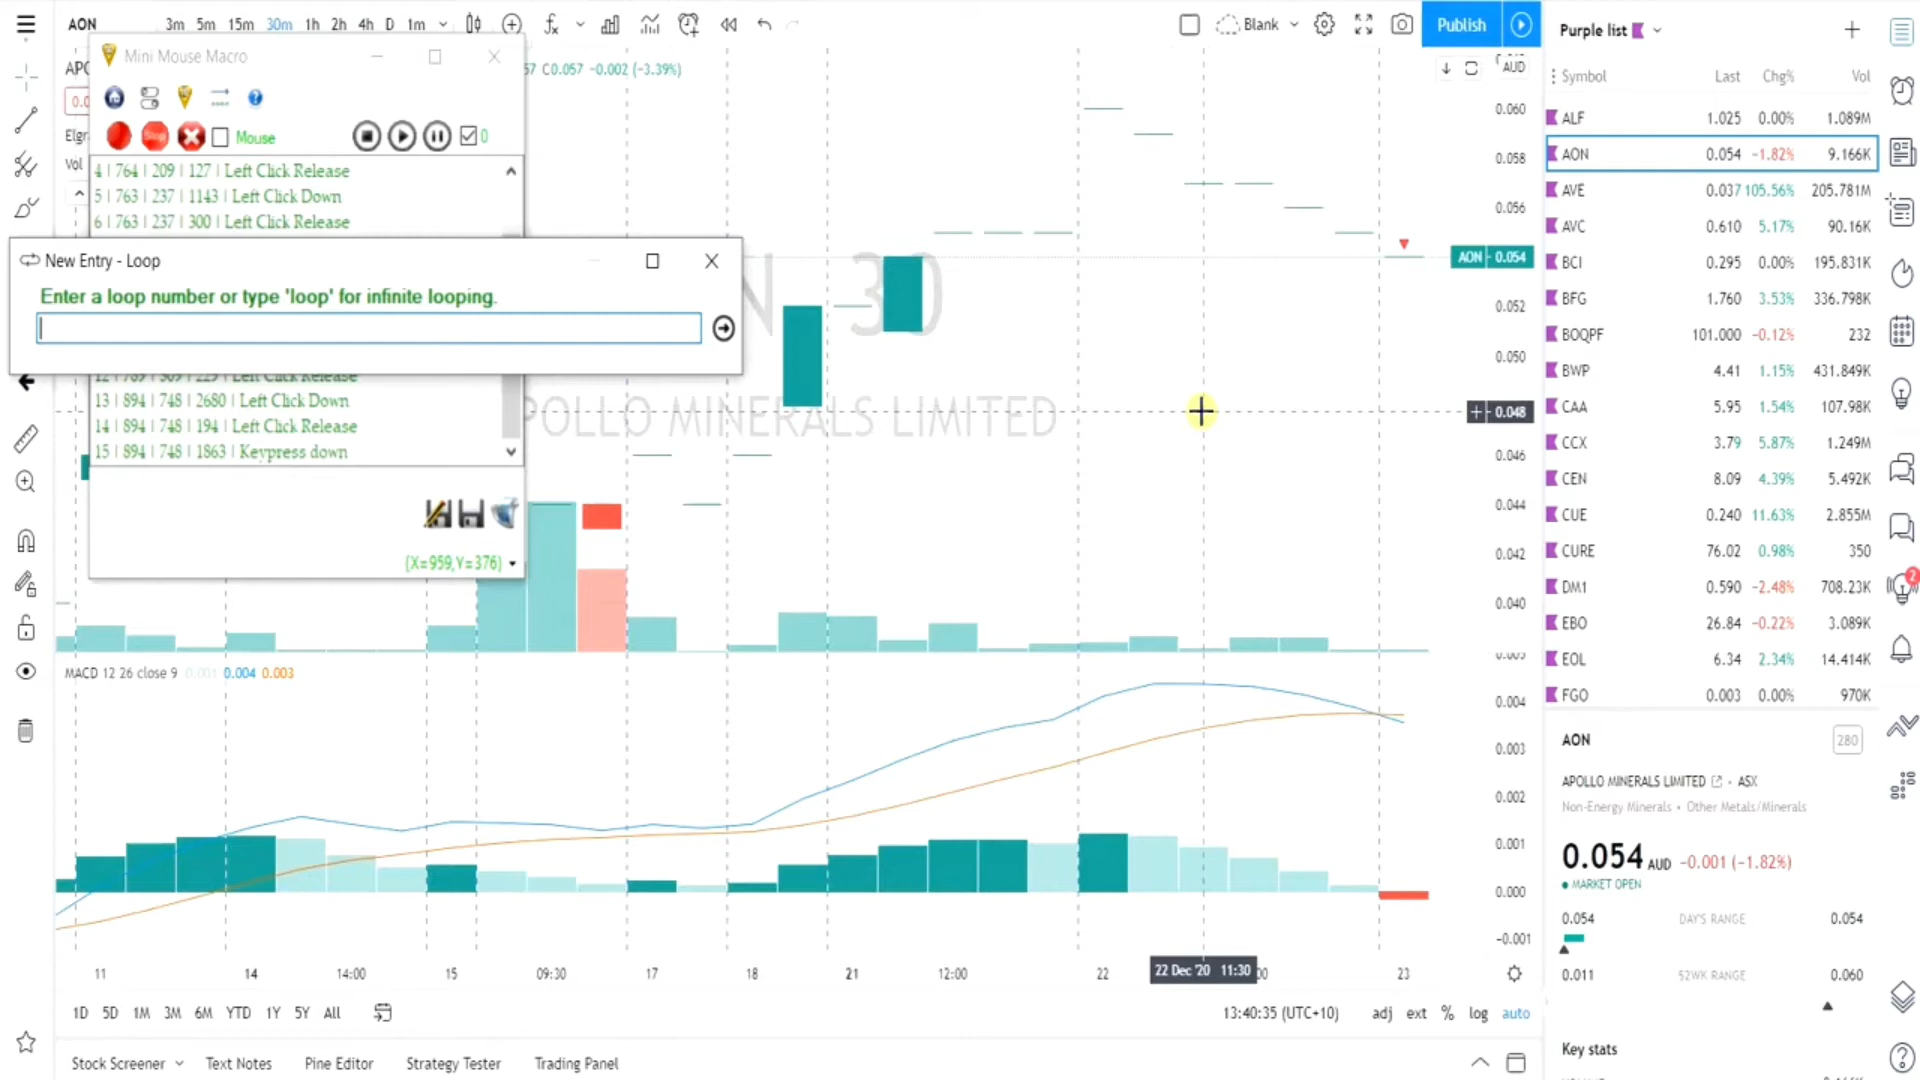 AON 3m 5m 15m 30m 1h 2h 4h D 1m Blank Publish
Mini Mouse Macro
C0.057 −0.002 (−3.39%)
Elgr
Vol
Mouse 0
4 | 764 | 209 | 127 | Left Click Release
5 | 763 | 237 | 1143 | Left Click Down
6 | 763 | 237 | 300 | Left Click Release
New Entry - Loop
Enter a loop number or type 'loop' for infinite looping.
12 | 769 | 309 | 225 | Left Click Release
13 | 894 | 748 | 2680 | Left Click Down
14 | 894 | 748 | 194 | Left Click Release
15 | 894 | 748 | 1863 | Keypress down
(X=959,Y=376)
30
APOLLO MINERALS LIMITED
AUD
0.060
0.058
0.056
AON 0.054
0.052
0.050
0.048
0.046
0.044
0.042
0.040
MACD 12 26 close 9 0.001 0.004 0.003
0.004
0.003
0.002
0.001
0.000
−0.001
11 14 14:00 15 09:30 17 18 21 12:00 22 22 Dec '20 11:30 23
1D 5D 1M 3M 6M YTD 1Y 5Y All
13:40:35 (UTC+10) adj ext % log auto
Stock Screener Text Notes Pine Editor Strategy Tester Trading Panel
Purple list
Symbol Last Chg% Vol
ALF 1.025 0.00% 1.089M
AON 0.054 −1.82% 9.166K
AVE 0.037 105.56% 205.781M
AVC 0.610 5.17% 90.16K
BCI 0.295 0.00% 195.831K
BFG 1.760 3.53% 336.798K
BOQPF 101.000 −0.12% 232
BWP 4.41 1.15% 431.849K
CAA 5.95 1.54% 107.98K
CCX 3.79 5.87% 1.249M
CEN 8.09 4.39% 5.492K
CUE 0.240 11.63% 2.855M
CURE 76.02 0.98% 350
DM1 0.590 −2.48% 708.23K
EBO 26.84 −0.22% 3.089K
EOL 6.34 2.34% 14.414K
FGO 0.003 0.00% 970K
AON 280
APOLLO MINERALS LIMITED • ASX
Non-Energy Minerals • Other Metals/Minerals
0.054 AUD −0.001 (−1.82%)
MARKET OPEN
0.054 DAY'S RANGE 0.054
0.011 52WK RANGE 0.060
Key stats
2